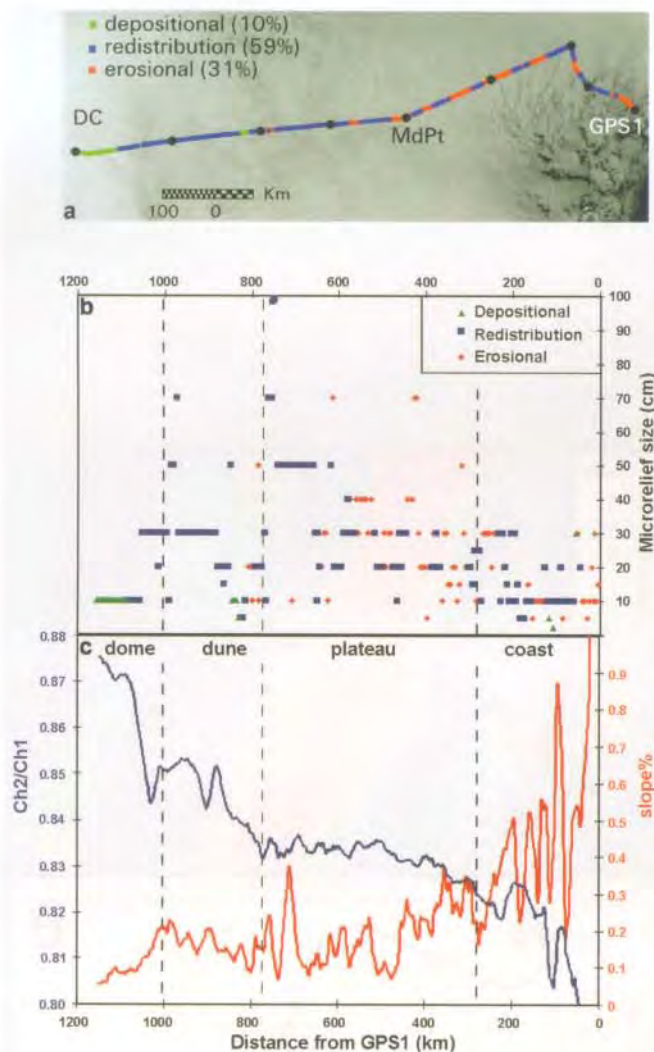 depositional (10%)
redistribution (59%)
erosional (31%)
DC
MdPt
GPS1
Km
100 0
a
1200 1000 800 600 400 200 0
b
Depositional
Redistribution
Erosional
100
90
80
70
60
50
40
30
20
10
Microrelief size (cm)
c
dome dune plateau coast
0.88
0.87
0.86
0.85
0.84
0.83
0.82
0.81
0.80
Ch2/Ch1
0.9
0.8
0.7
0.6
0.5
0.4
0.3
0.2
0.1
0
slope%
1200 1000 800 600 400 200 0
Distance from GPS1 (km)